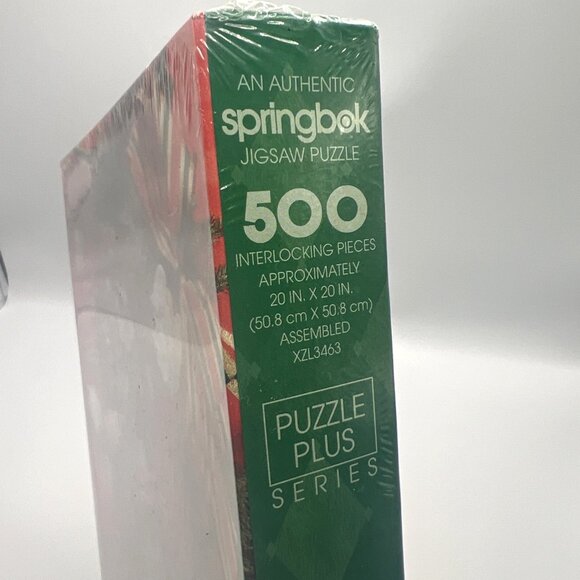 AN AUTHENTIC
springbok
JIGSAW PUZZLE
500
INTERLOCKING PIECES
APPROXIMATELY
20 IN. X 20 IN.
(50.8 cm X 50.8 cm)
ASSEMBLED
XZL3463
PUZZLE
PLUS
SERIES